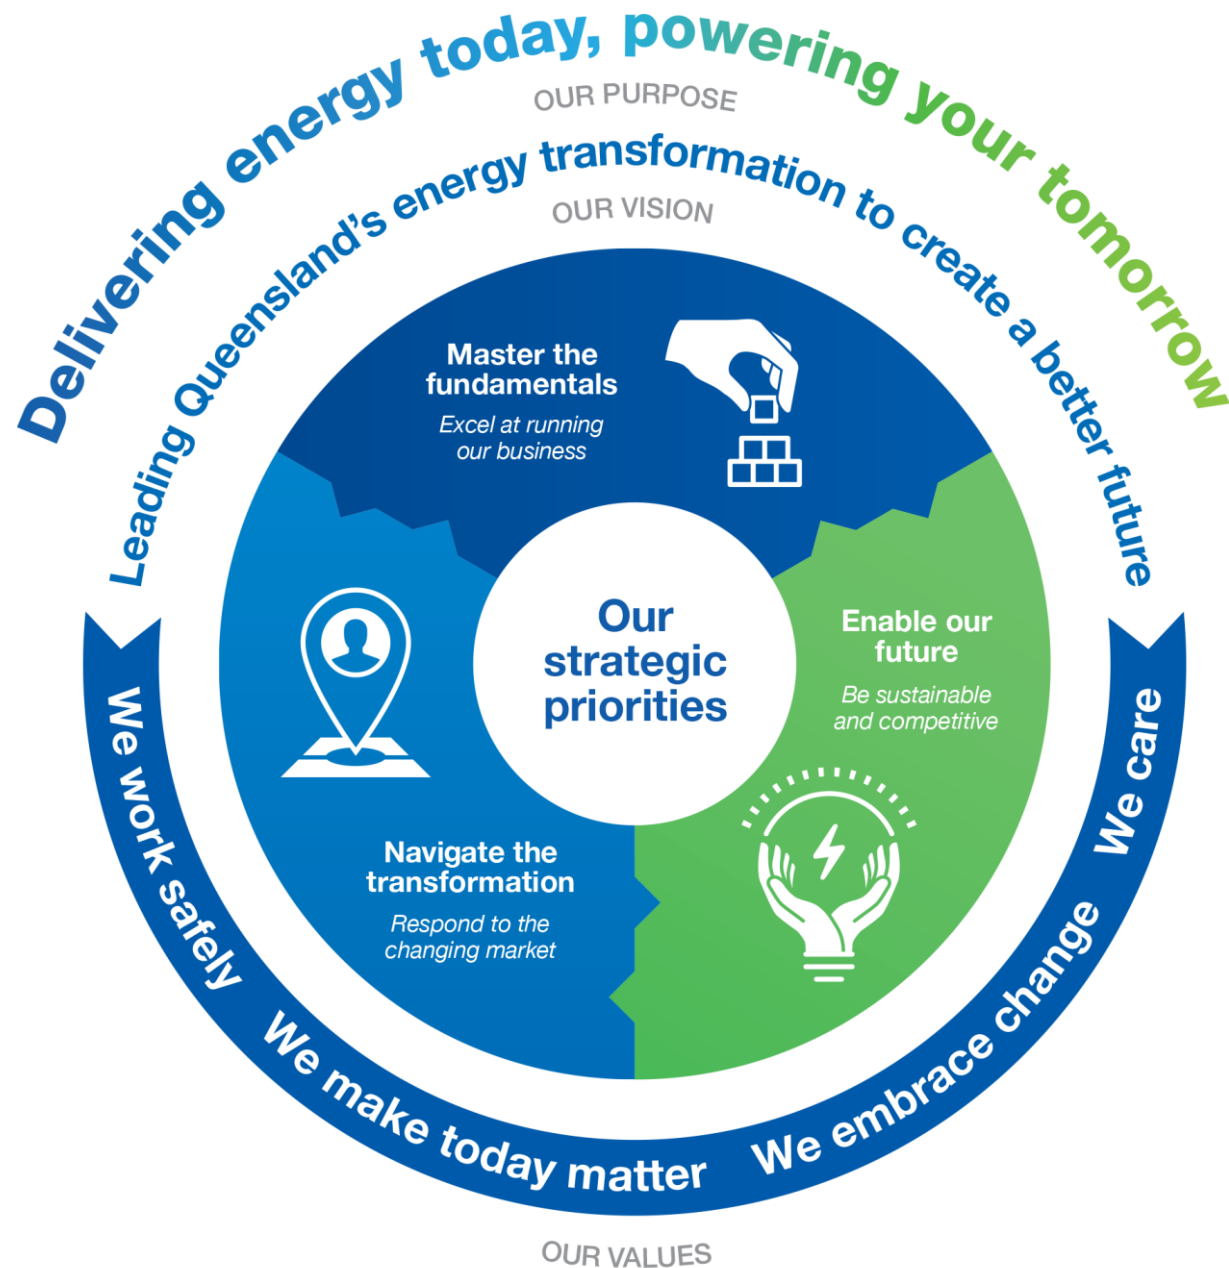 Delivering energy today, powering your tomorrow
OUR PURPOSE
Leading Queensland's energy transformation to create a better future
OUR VISION
Master the
fundamentals
Excel at running
our business
Our
strategic
priorities
Enable our
future
Be sustainable
and competitive
Navigate the
transformation
Respond to the
changing market
We work safely
We make today matter
We embrace change
We care
OUR VALUES